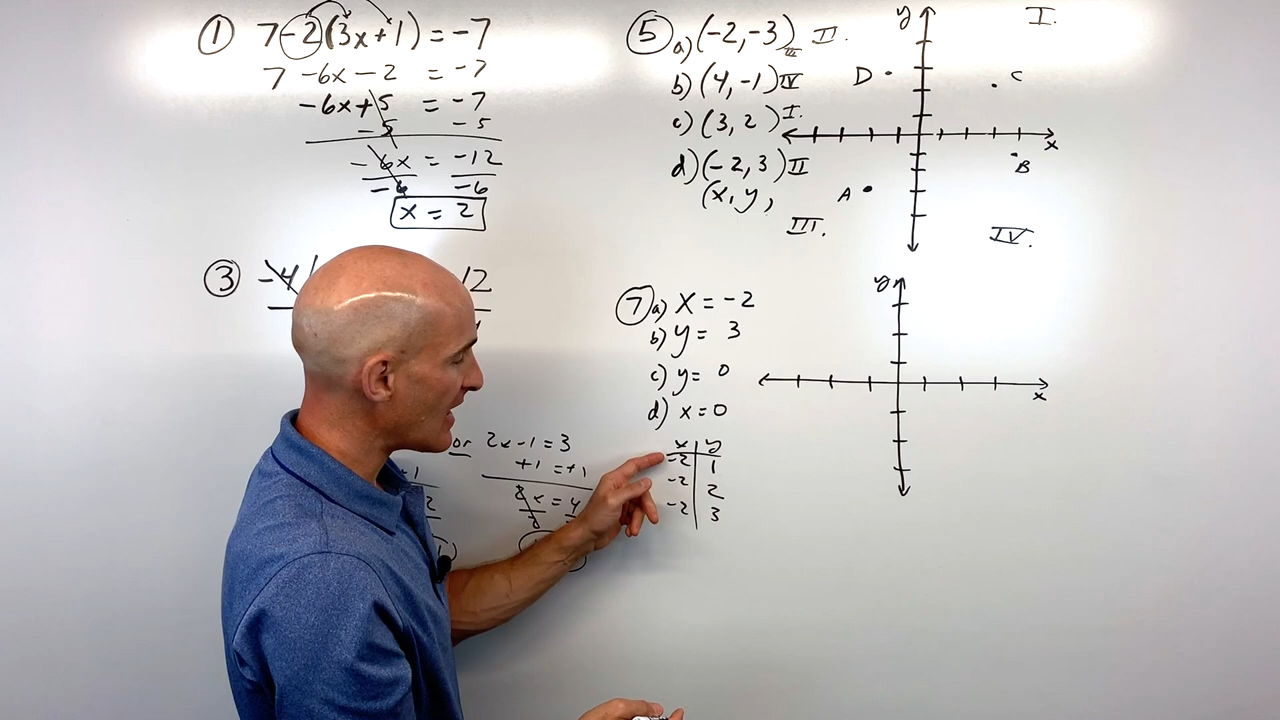 ① 7-2(3x+1) = -7
7 -6x - 2 = -7
-6x+5 = -7
-5 -5
-6x = -12
-6 -6
x = 2
③ -4 12
or 2x-1=3
+1 = +1
x = 4
⑤ a) (-2,-3) III II.
b) (4,-1) IV
c) (3,2) I.
d) (-2,3) II
(x, y,
III.
I.
IV.
y
x
D
C
B
A
⑦ a) x = -2
b) y = 3
c) y = 0
d) x = 0
x y
-2 1
-2 2
-2 3
y
x